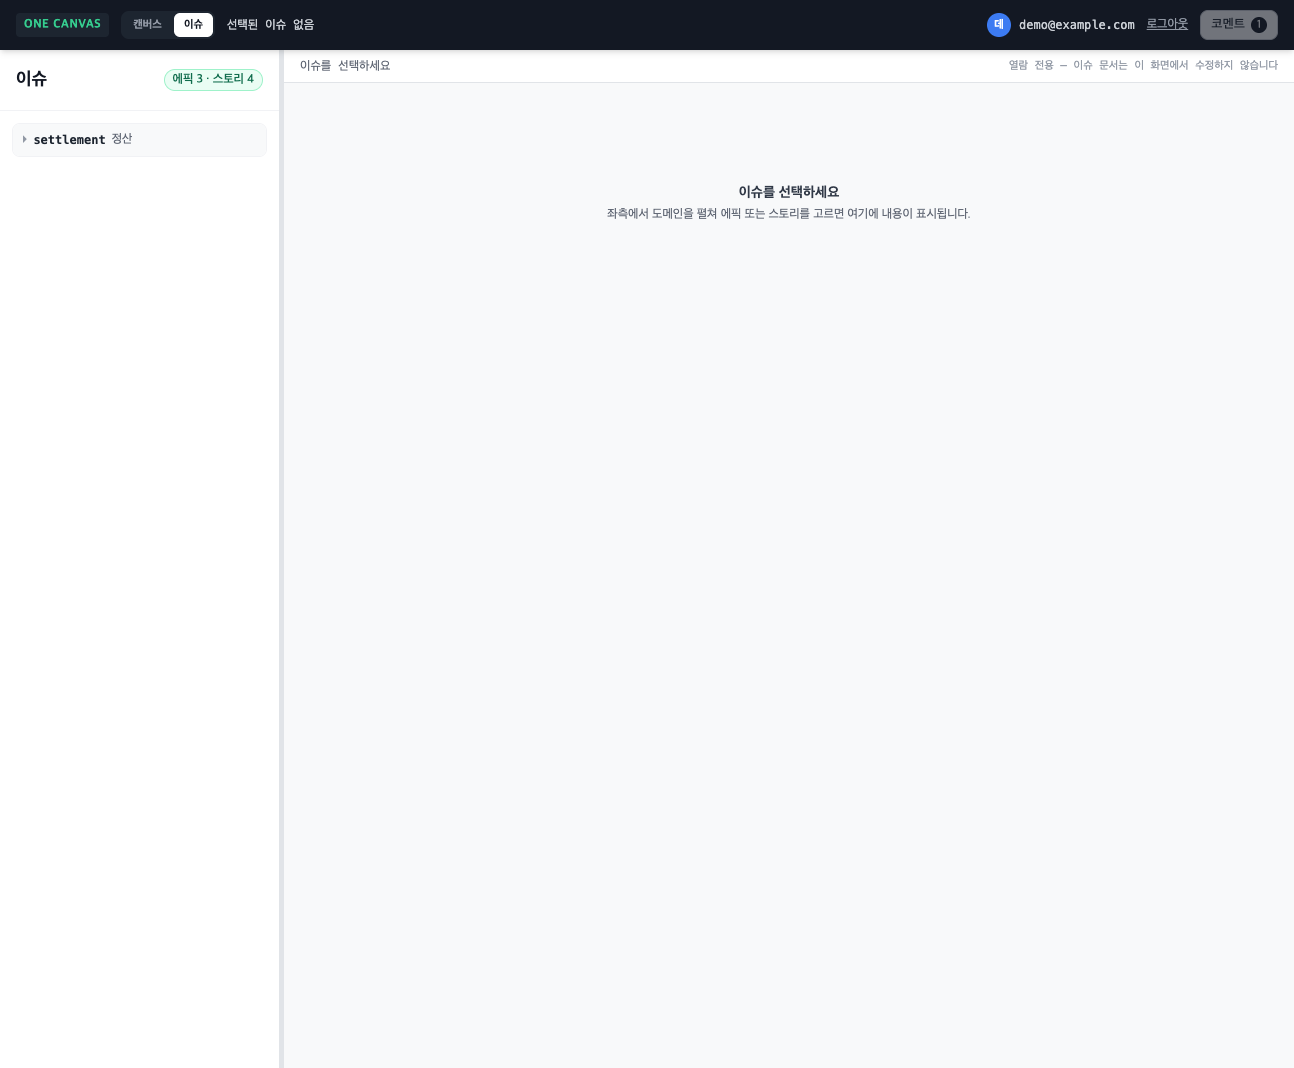 ONE CANVAS 캔버스 이슈 선택된 이슈 없음 데 demo@example.com 로그아웃 코멘트 1
이슈 에픽 3 · 스토리 4
settlement 정산
이슈를 선택하세요 열람 전용 — 이슈 문서는 이 화면에서 수정하지 않습니다
이슈를 선택하세요
좌측에서 도메인을 펼쳐 에픽 또는 스토리를 고르면 여기에 내용이 표시됩니다.